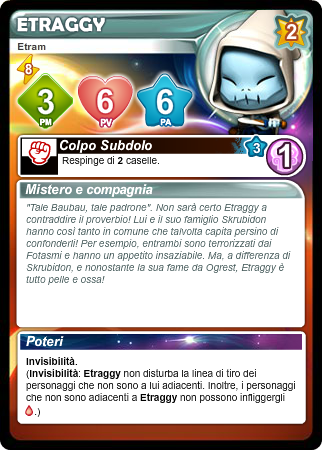 ETRAGGY
2
Etram
8
3
PM
6
PV
6
PA
Colpo Subdolo
Respinge di 2 caselle.
3
1
Mistero e compagnia
"Tale Baubau, tale padrone". Non sarà certo Etraggy a
contraddire il proverbio! Lui e il suo famiglio Skrubidon
hanno così tanto in comune che talvolta capita persino di
confonderli! Per esempio, entrambi sono terrorizzati dai
Fotasmi e hanno un appetito insaziabile. Ma, a differenza di
Skrubidon, e nonostante la sua fame da Ogrest, Etraggy è
tutto pelle e ossa!
Poteri
Invisibilità.
(Invisibilità: Etraggy non disturba la linea di tiro dei
personaggi che non sono a lui adiacenti. Inoltre, i personaggi
che non sono adiacenti a Etraggy non possono infliggergli
.)